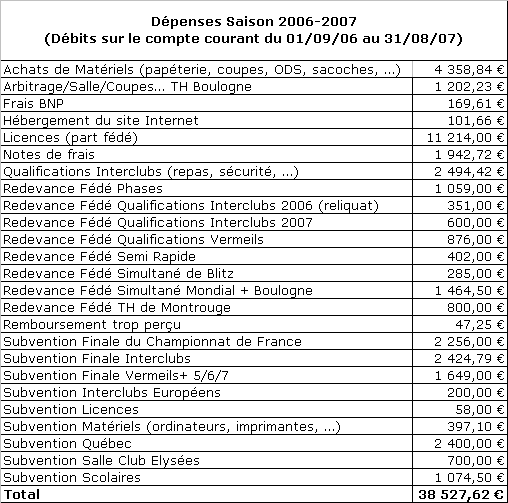 Dépenses Saison 2006-2007
(Débits sur le compte courant du 01/09/06 au 31/08/07)
Achats de Matériels (papéterie, coupes, ODS, sacoches, ...) 4 358,84 €
Arbitrage/Salle/Coupes... TH Boulogne 1 202,23 €
Frais BNP 169,61 €
Hébergement du site Internet 101,66 €
Licences (part fédé) 11 214,00 €
Notes de frais 1 942,72 €
Qualifications Interclubs (repas, sécurité, ...) 2 494,42 €
Redevance Fédé Phases 1 059,00 €
Redevance Fédé Qualifications Interclubs 2006 (reliquat) 351,00 €
Redevance Fédé Qualifications Interclubs 2007 600,00 €
Redevance Fédé Qualifications Vermeils 876,00 €
Redevance Fédé Semi Rapide 402,00 €
Redevance Fédé Simultané de Blitz 285,00 €
Redevance Fédé Simultané Mondial + Boulogne 1 464,50 €
Redevance Fédé TH de Montrouge 800,00 €
Remboursement trop perçu 47,25 €
Subvention Finale du Championnat de France 2 256,00 €
Subvention Finale Interclubs 2 424,79 €
Subvention Finale Vermeils+ 5/6/7 1 649,00 €
Subvention Interclubs Européens 200,00 €
Subvention Licences 58,00 €
Subvention Matériels (ordinateurs, imprimantes, ...) 397,10 €
Subvention Québec 2 400,00 €
Subvention Salle Club Elysées 700,00 €
Subvention Scolaires 1 074,50 €
Total 38 527,62 €